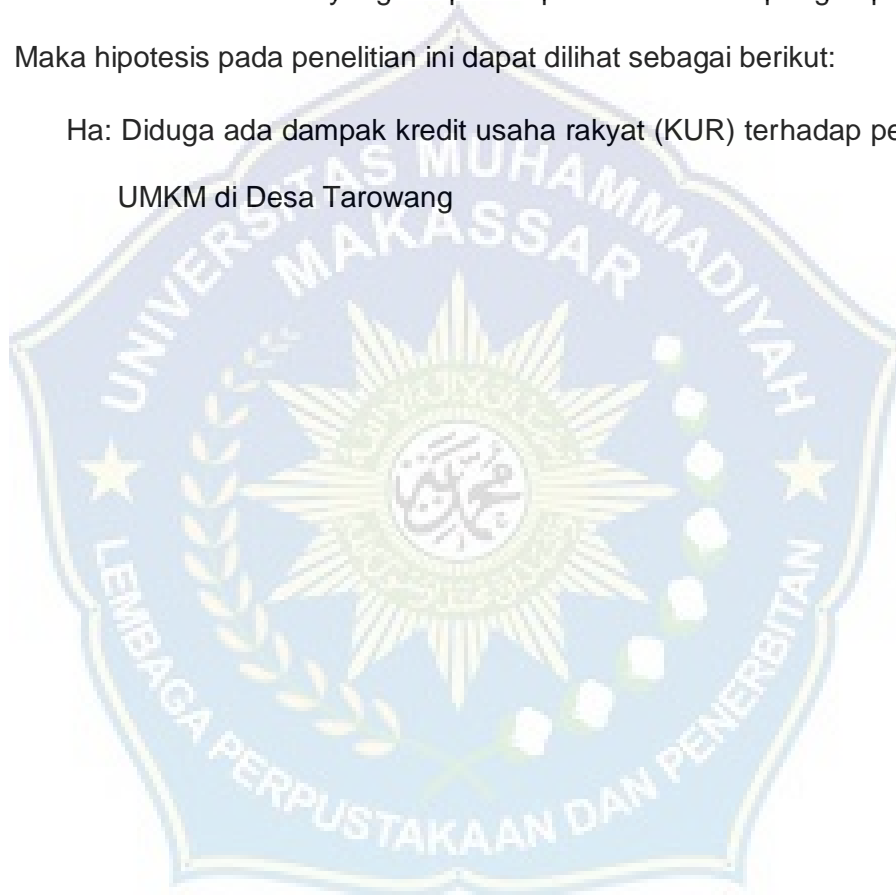 Maka hipotesis pada penelitian ini dapat dilihat sebagai berikut:
Ha: Diduga ada dampak kredit usaha rakyat (KUR) terhadap pe
UMKM di Desa Tarowang
UNIVERSITAS MUHAMMADIYAH
MAKASSAR
LEMBAGA PERPUSTAKAAN DAN PENERBITAN